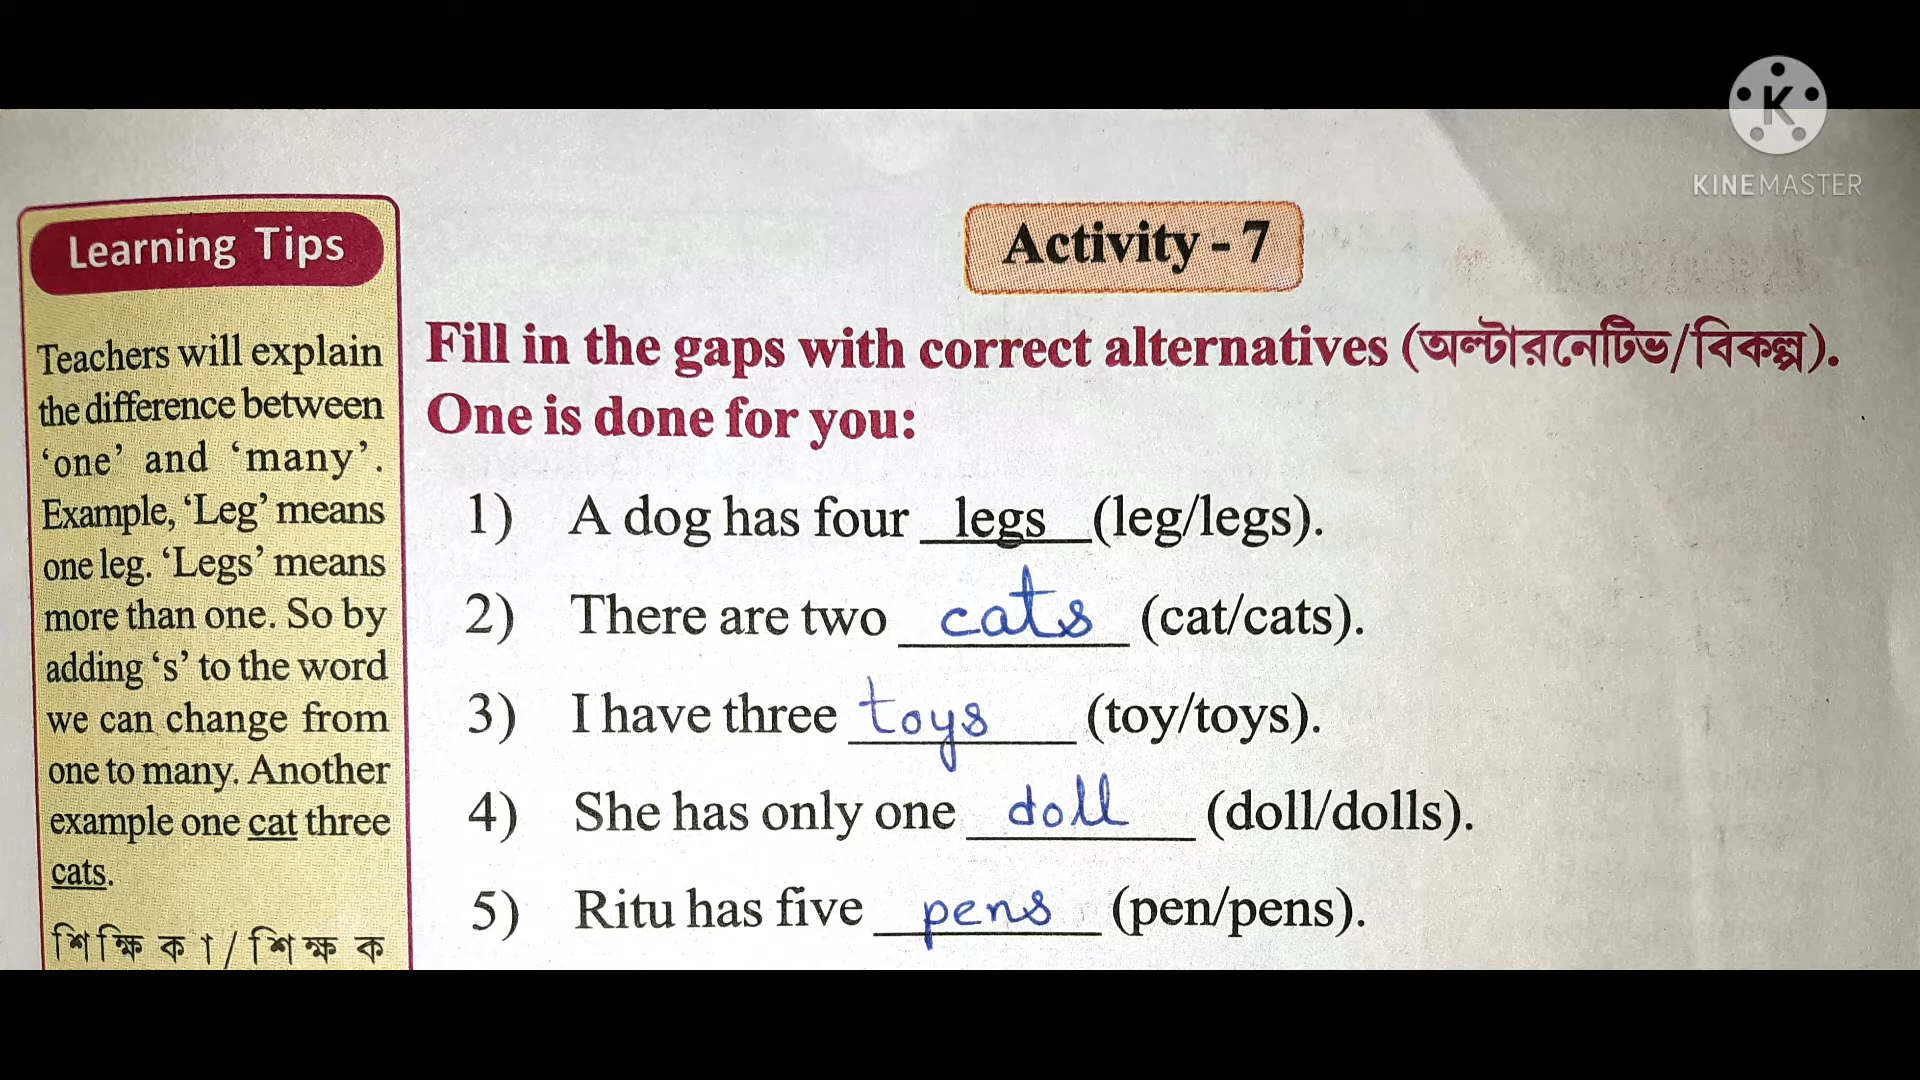 KINEMASTER
Learning Tips
Teachers will explain
the difference between
‘one’ and ‘many’.
Example, ‘Leg’ means
one leg. ‘Legs’ means
more than one. So by
adding ‘s’ to the word
we can change from
one to many. Another
example one cat three
cats.
শিক্ষিকা/শিক্ষক
Activity - 7
Fill in the gaps with correct alternatives (অল্টারনেটিভ/বিকল্প).
One is done for you:
1) A dog has four legs (leg/legs).
2) There are two cats (cat/cats).
3) I have three toys (toy/toys).
4) She has only one doll (doll/dolls).
5) Ritu has five pens (pen/pens).